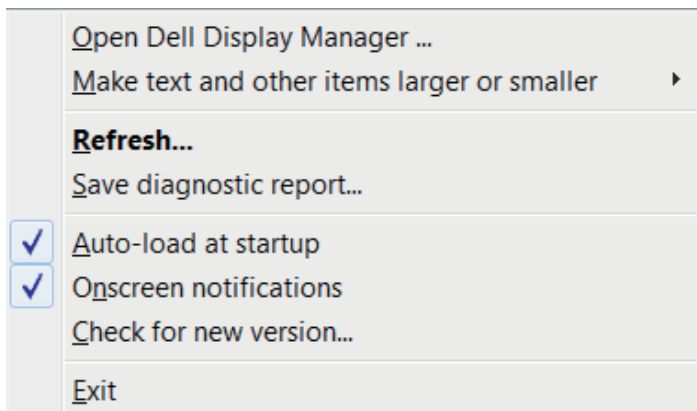 Open Dell Display Manager ...
Make text and other items larger or smaller
Refresh...
Save diagnostic report...
Auto-load at startup
Onscreen notifications
Check for new version...
Exit